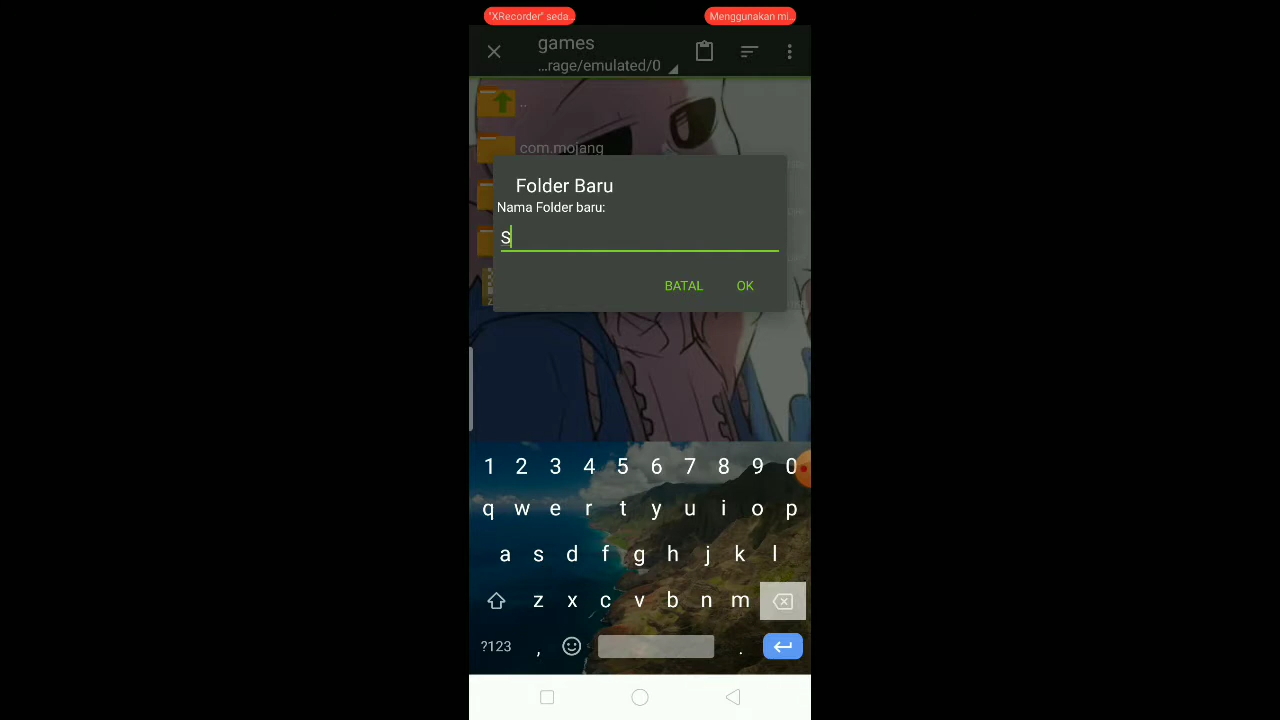 "XRecorder" seda...
Menggunakan mi...
games
...rage/emulated/0
..
com.mojang
Folder Baru
Nama Folder baru:
S
BATAL
OK
1 2 3 4 5 6 7 8 9 0
q w e r t y u i o p
a s d f g h j k l
z x c v b n m
?123 , .